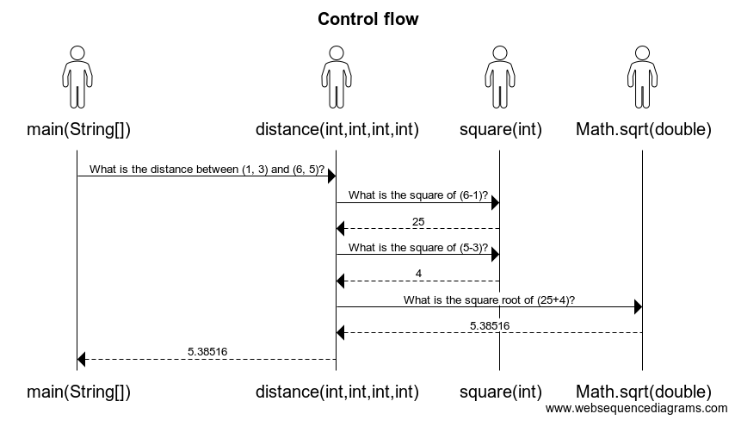 Control flow
main(String[])
distance(int,int,int,int)
square(int)
Math.sqrt(double)
What is the distance between (1, 3) and (6, 5)?
What is the square of (6-1)?
25
What is the square of (5-3)?
4
What is the square root of (25+4)?
5.38516
5.38516
main(String[])
distance(int,int,int,int)
square(int)
Math.sqrt(double)
www.websequencediagrams.com